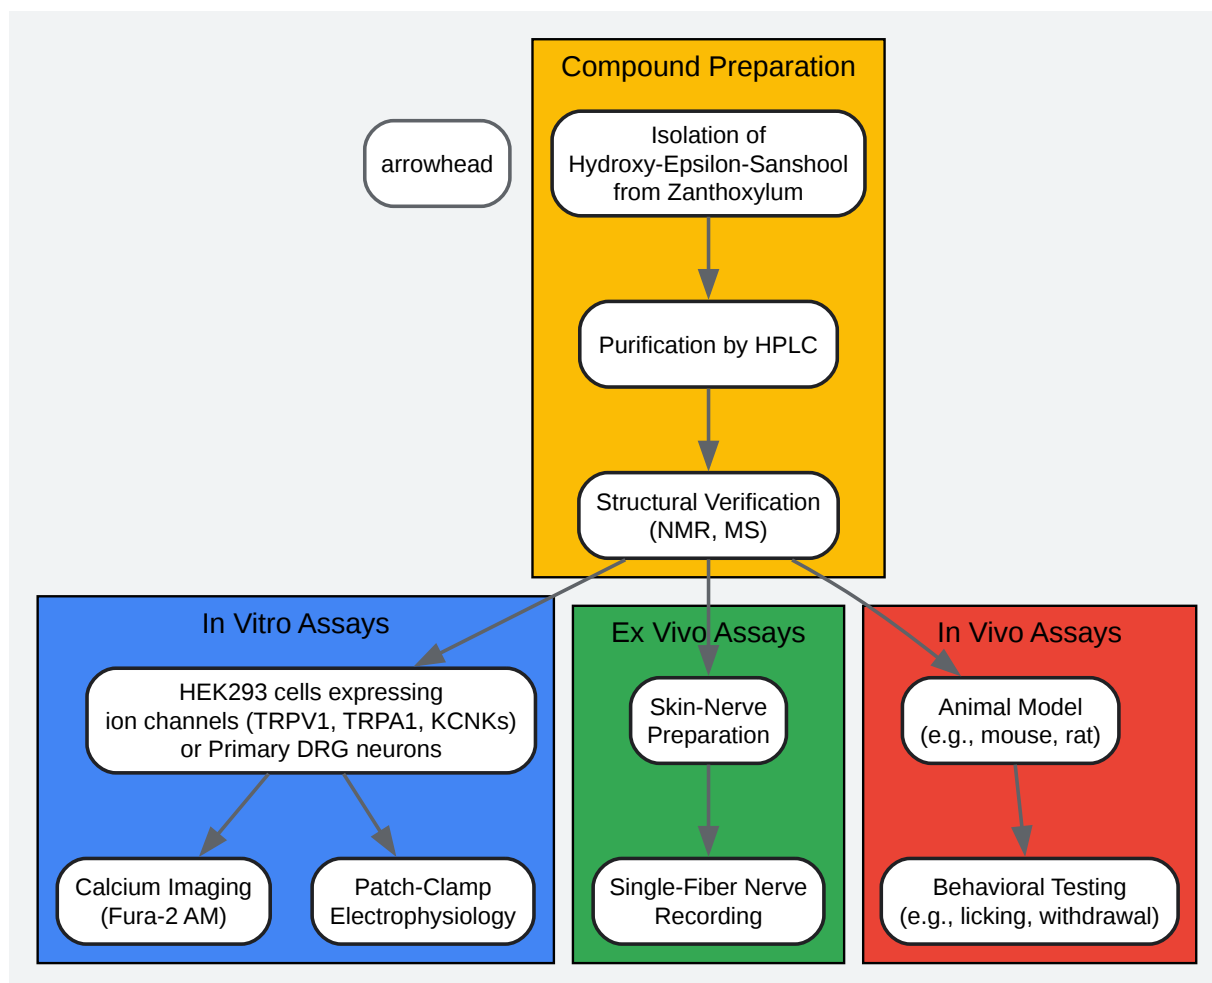 Compound Preparation
arrowhead
Isolation of
Hydroxy-Epsilon-Sanshool
from Zanthoxylum
Purification by HPLC
Structural Verification
(NMR, MS)
In Vitro Assays
HEK293 cells expressing
ion channels (TRPV1, TRPA1, KCNKs)
or Primary DRG neurons
Calcium Imaging
(Fura-2 AM)
Patch-Clamp
Electrophysiology
Ex Vivo Assays
Skin-Nerve
Preparation
Single-Fiber Nerve
Recording
In Vivo Assays
Animal Model
(e.g., mouse, rat)
Behavioral Testing
(e.g., licking, withdrawal)